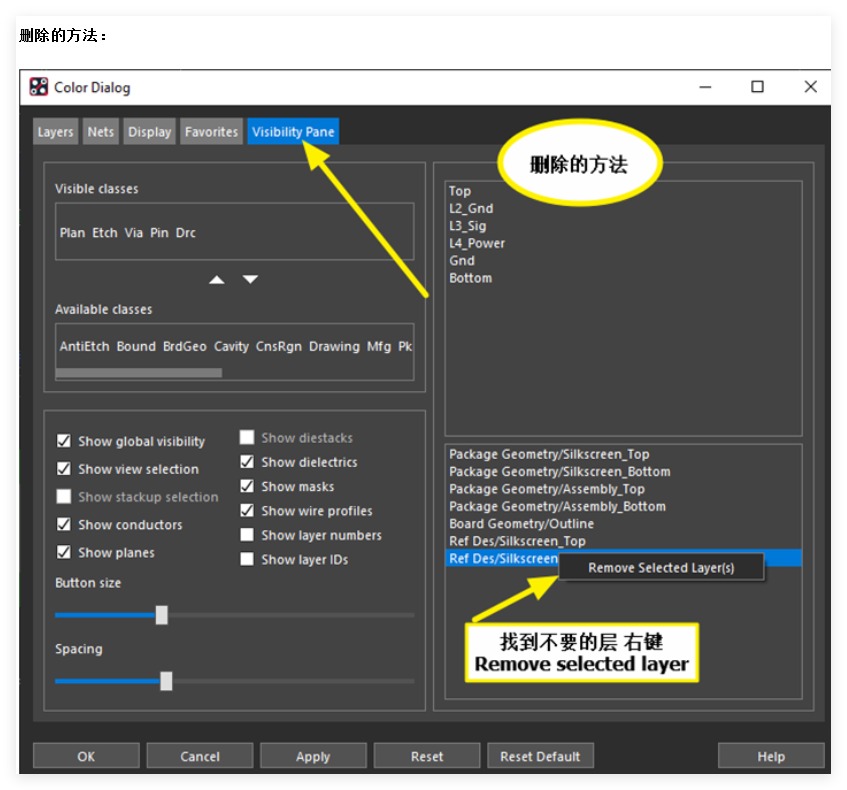 删除的方法：
Color Dialog
Layers Nets Display Favorites Visibility Pane
删除的方法
Visible classes
Plan Etch Via Pin Drc
Available classes
AntiEtch Bound BrdGeo Cavity CnsRgn Drawing Mfg Pk
Top
L2_Gnd
L3_Sig
L4_Power
Gnd
Bottom
Show global visibility
Show view selection
Show stackup selection
Show conductors
Show planes
Show diestacks
Show dielectrics
Show masks
Show wire profiles
Show layer numbers
Show layer IDs
Button size
Spacing
Package Geometry/Silkscreen_Top
Package Geometry/Silkscreen_Bottom
Package Geometry/Assembly_Top
Package Geometry/Assembly_Bottom
Board Geometry/Outline
Ref Des/Silkscreen_Top
Ref Des/Silkscreen
Remove Selected Layer(s)
找到不要的层 右键
Remove selected layer
OK Cancel Apply Reset Reset Default Help